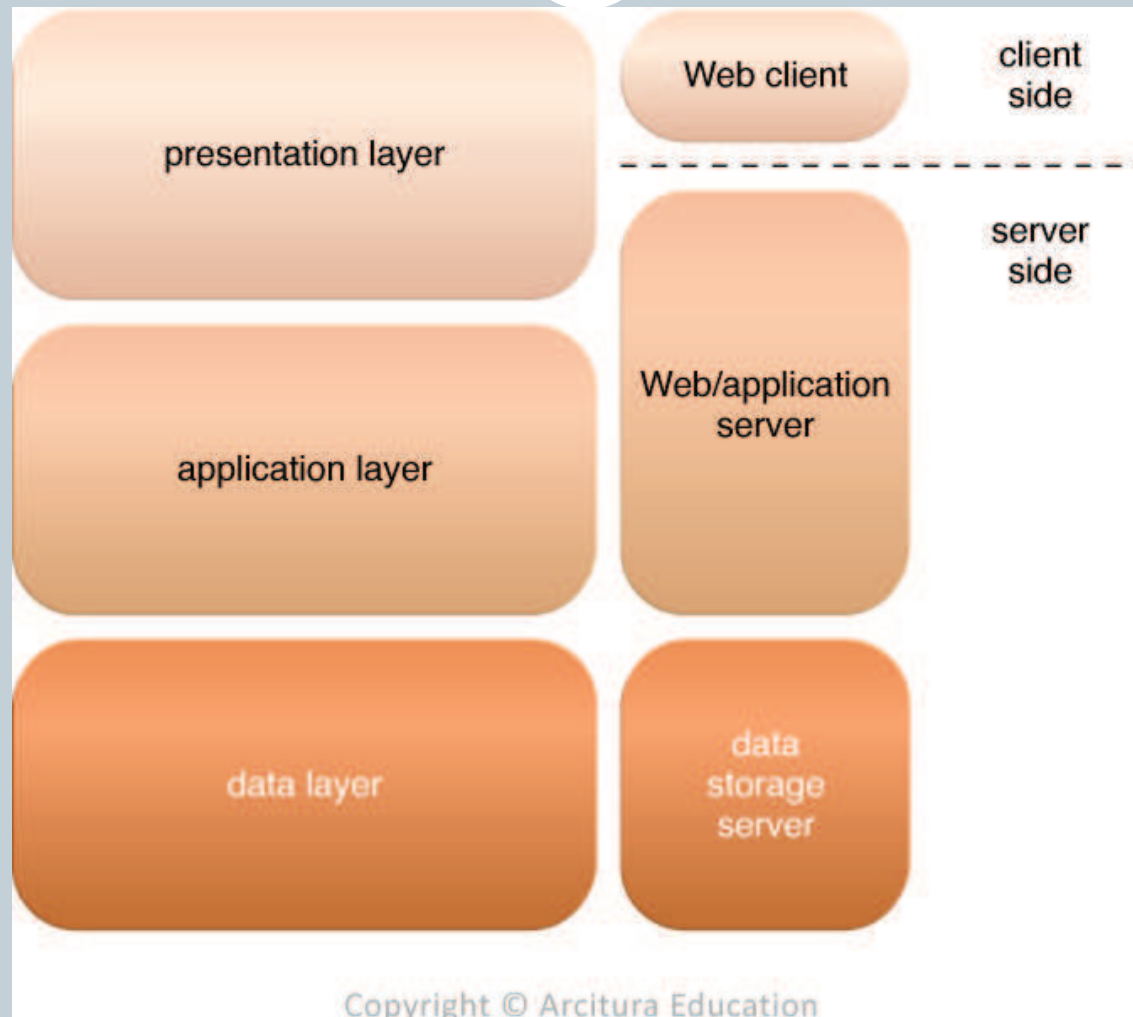 presentation layer
Web client
client
side
server
side
application layer
Web/application
server
data layer
data
storage
server
Copyright © Arcitura Education